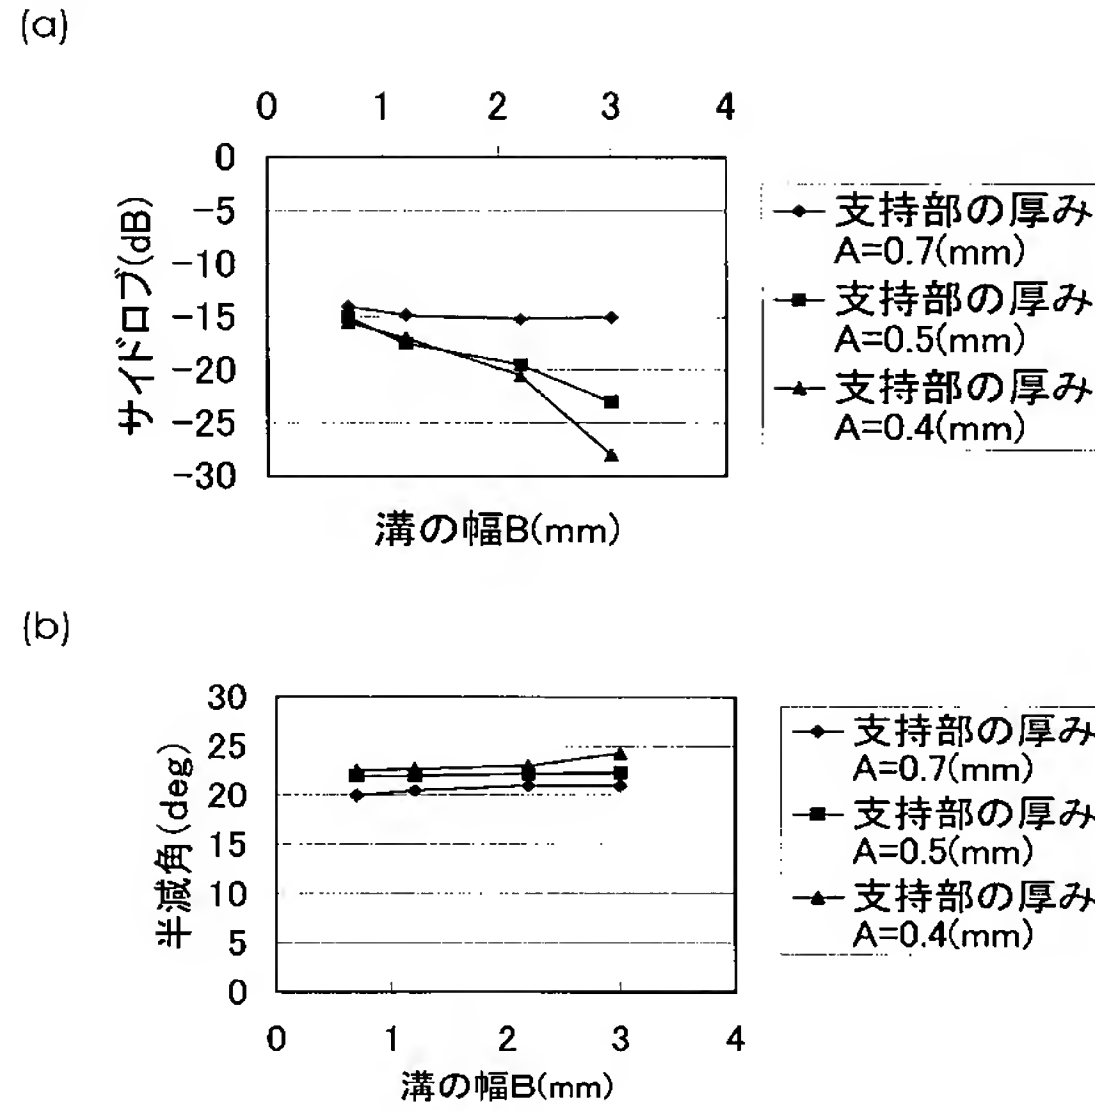 (a)
0 1 2 3 4
0
-5
-10
-15
-20
-25
-30
サイドロブ(dB)
溝の幅B(mm)
支持部の厚み
A=0.7(mm)
支持部の厚み
A=0.5(mm)
支持部の厚み
A=0.4(mm)
(b)
30
25
20
15
10
5
0
半減角(deg)
0 1 2 3 4
溝の幅B(mm)
支持部の厚み
A=0.7(mm)
支持部の厚み
A=0.5(mm)
支持部の厚み
A=0.4(mm)